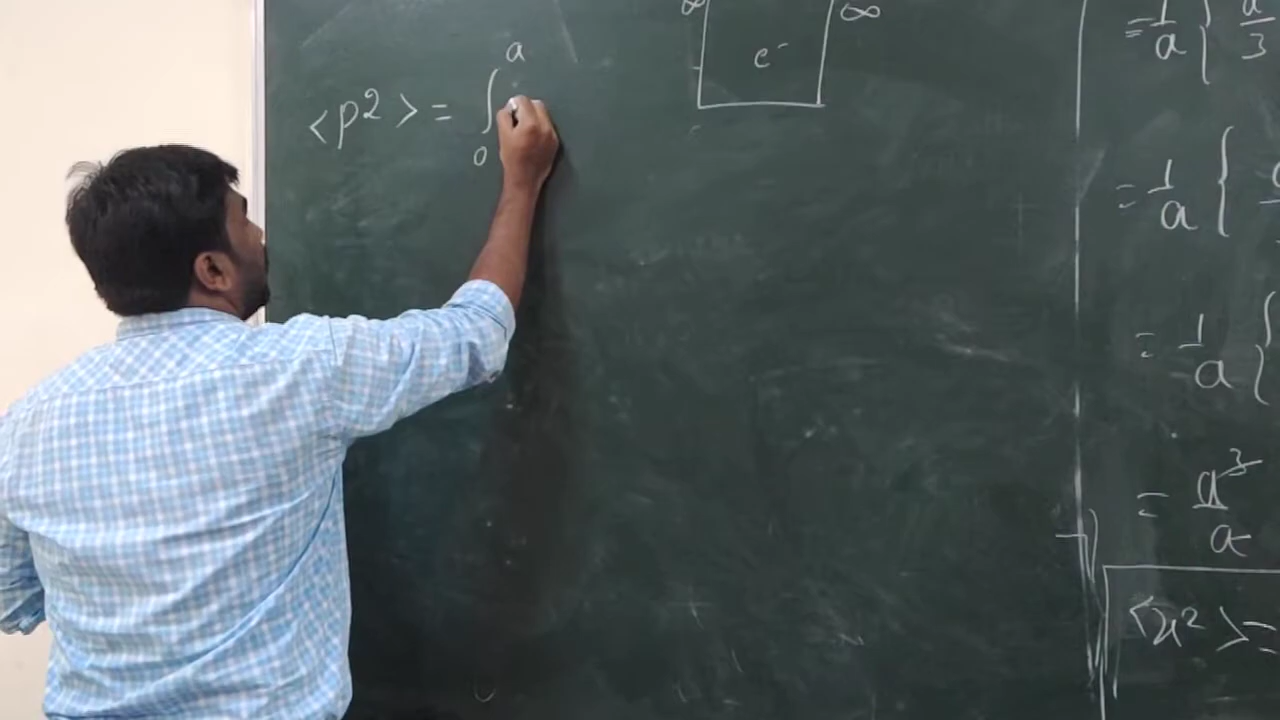 <p²> = ∫₀ᵃ
∞ ∞
e⁻
= 1/a { a/3
= 1/a {
= 1/a {
= a³/a
<x²> =